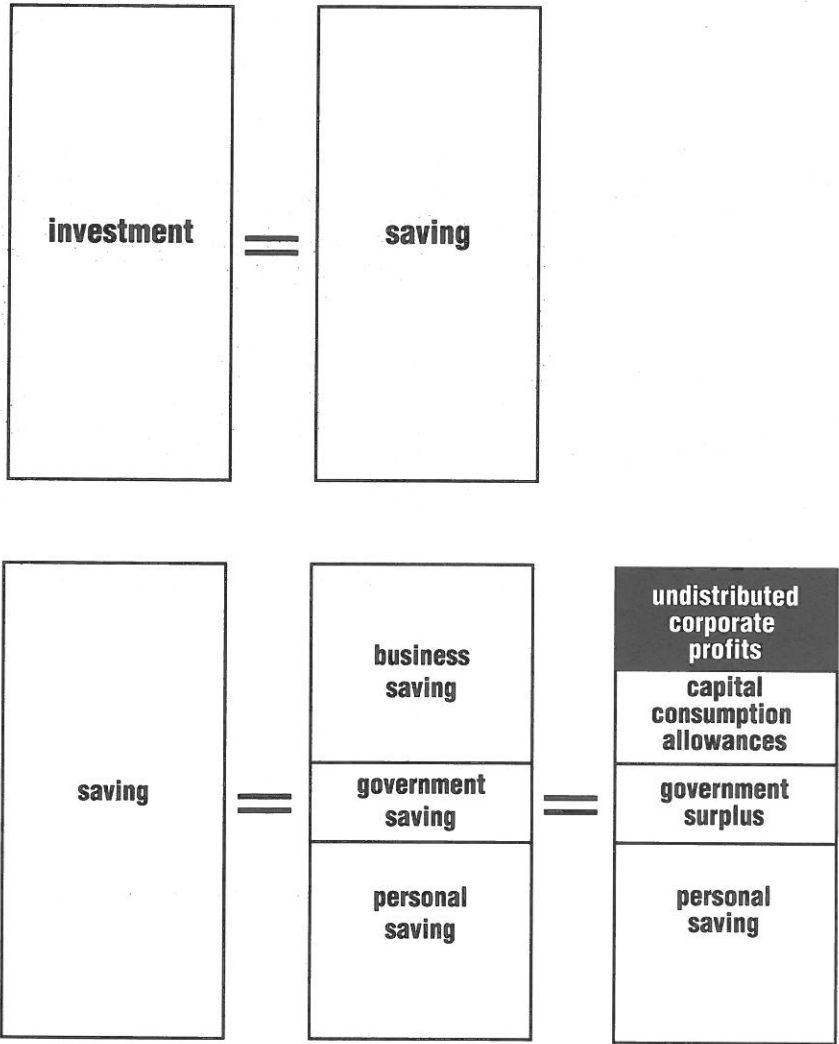 investment
saving
saving
business
saving
government
saving
personal
saving
undistributed
corporate
profits
capital
consumption
allowances
government
surplus
personal
saving